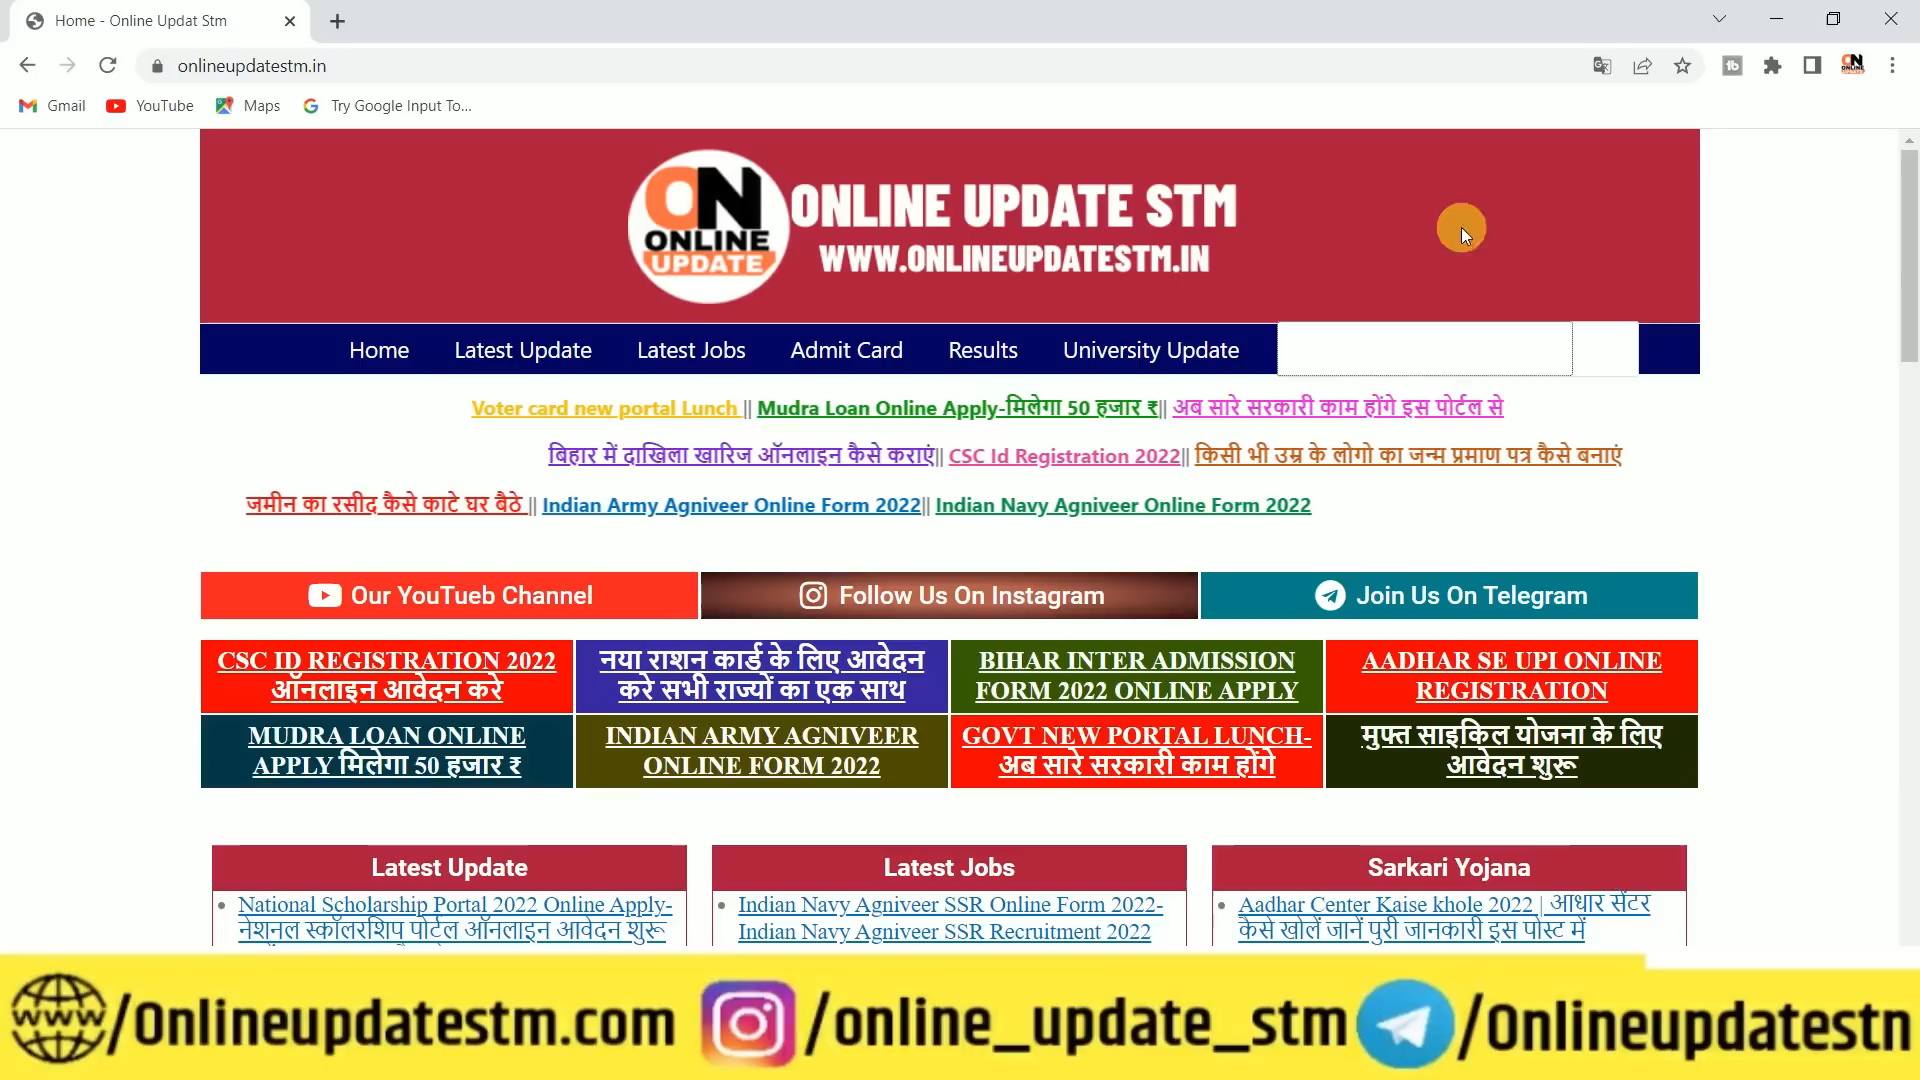 Home - Online Updat Stm
onlineupdatestm.in
Gmail YouTube Maps Try Google Input To...
ON
ONLINE
UPDATE
ONLINE UPDATE STM
WWW.ONLINEUPDATESTM.IN
ON
ONLINE
UPDATE
Home Latest Update Latest Jobs Admit Card Results University Update
Voter card new portal Lunch || Mudra Loan Online Apply-मिलेगा 50 हजार ₹|| अब सारे सरकारी काम होंगे इस पोर्टल से
बिहार में दाखिला खारिज ऑनलाइन कैसे कराएं|| CSC Id Registration 2022|| किसी भी उम्र के लोगो का जन्म प्रमाण पत्र कैसे बनाएं
जमीन का रसीद कैसे काटे घर बैठे || Indian Army Agniveer Online Form 2022|| Indian Navy Agniveer Online Form 2022
Our YouTueb Channel Follow Us On Instagram Join Us On Telegram
CSC ID REGISTRATION 2022
ऑनलाइन आवेदन करे
नया राशन कार्ड के लिए आवेदन
करे सभी राज्यों का एक साथ
BIHAR INTER ADMISSION
FORM 2022 ONLINE APPLY
AADHAR SE UPI ONLINE
REGISTRATION
MUDRA LOAN ONLINE
APPLY मिलेगा 50 हजार ₹
INDIAN ARMY AGNIVEER
ONLINE FORM 2022
GOVT NEW PORTAL LUNCH-
अब सारे सरकारी काम होंगे
मुफ्त साइकिल योजना के लिए
आवेदन शुरू
Latest Update
National Scholarship Portal 2022 Online Apply-
नेशनल स्कॉलरशिप पोर्टल ऑनलाइन आवेदन शुरू
Latest Jobs
Indian Navy Agniveer SSR Online Form 2022-
Indian Navy Agniveer SSR Recruitment 2022
Sarkari Yojana
Aadhar Center Kaise khole 2022 | आधार सेंटर
कैसे खोलें जानें पुरी जानकारी इस पोस्ट में
www /Onlineupdatestm.com /online_update_stm /Onlineupdatestn